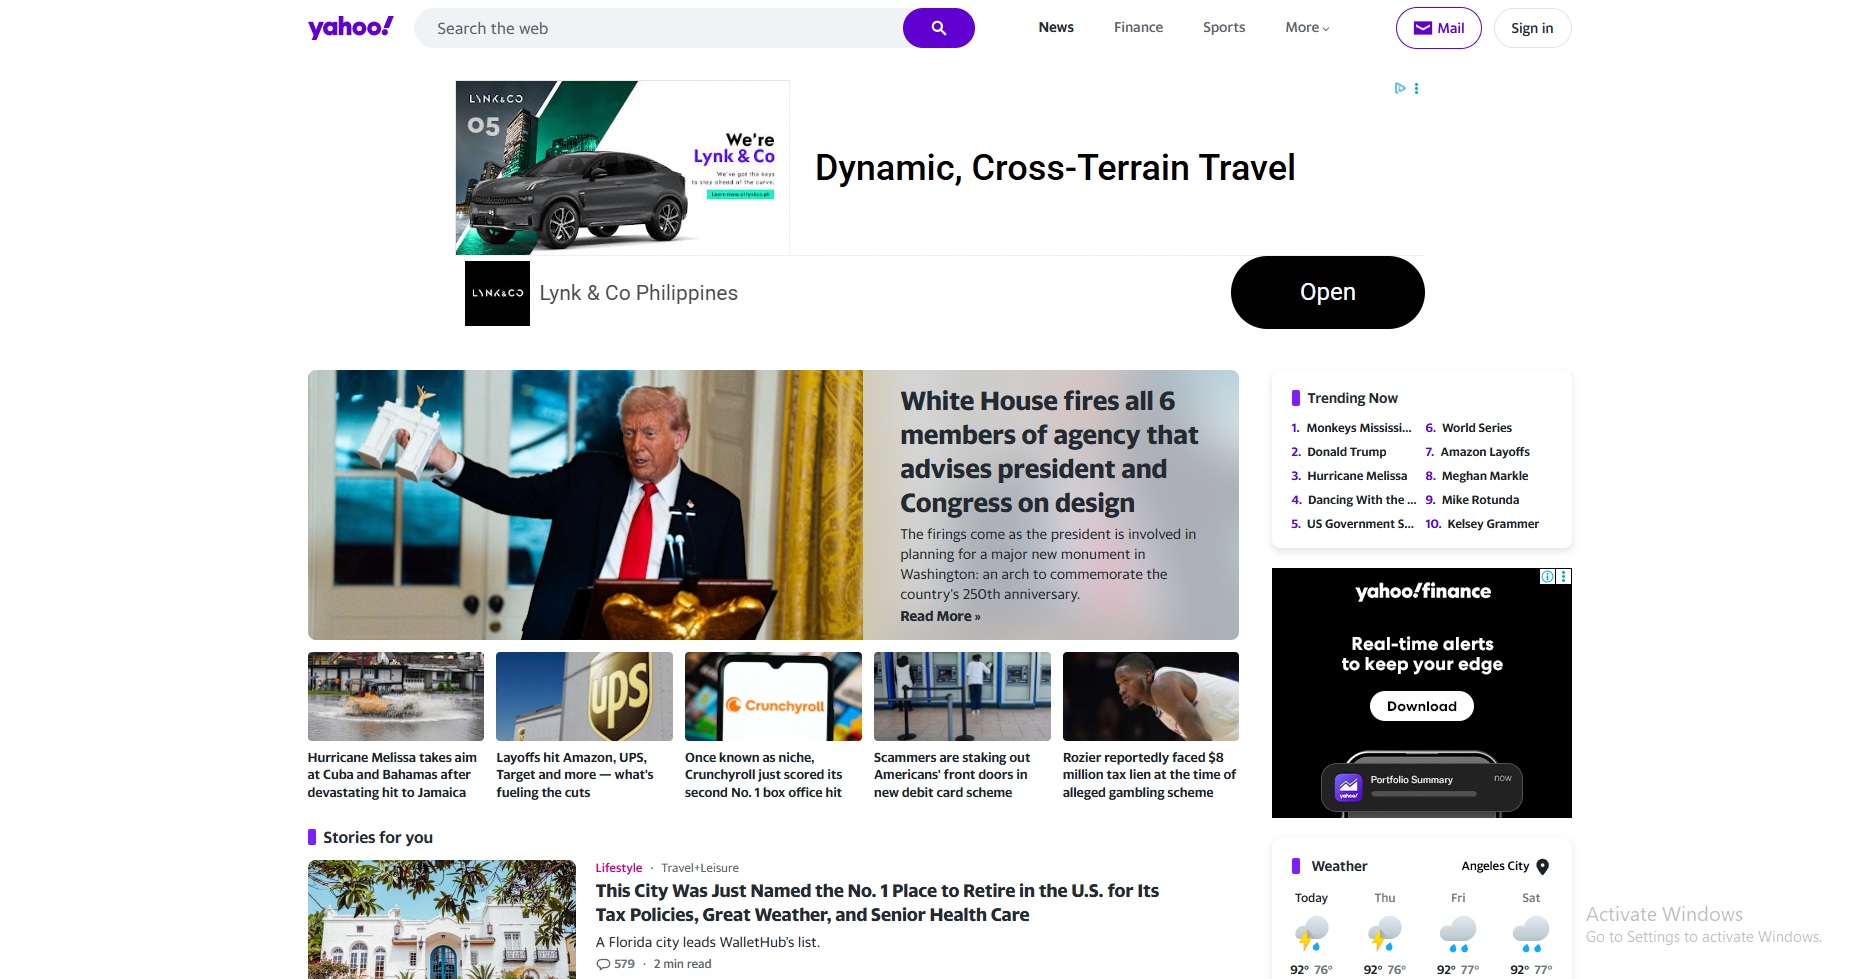 yahoo!
Search the web
News
Finance
Sports
More
Mail
Sign in
LYNK&CO
05
We're
Lynk & Co
We've got the keys
to stay ahead of the curve.
Learn more at lynkco.ph
Dynamic, Cross-Terrain Travel
LYNK&CO
Lynk & Co Philippines
Open
White House fires all 6
members of agency that
advises president and
Congress on design
The firings come as the president is involved in
planning for a major new monument in
Washington: an arch to commemorate the
country's 250th anniversary.
Read More »
Trending Now
1. Monkeys Mississi...
2. Donald Trump
3. Hurricane Melissa
4. Dancing With the ...
5. US Government S...
6. World Series
7. Amazon Layoffs
8. Meghan Markle
9. Mike Rotunda
10. Kelsey Grammer
yahoo!finance
Real-time alerts
to keep your edge
Download
yahoo!
Portfolio Summary
now
ups
Crunchyroll
Hurricane Melissa takes aim
at Cuba and Bahamas after
devastating hit to Jamaica
Layoffs hit Amazon, UPS,
Target and more — what's
fueling the cuts
Once known as niche,
Crunchyroll just scored its
second No. 1 box office hit
Scammers are staking out
Americans' front doors in
new debit card scheme
Rozier reportedly faced $8
million tax lien at the time of
alleged gambling scheme
Stories for you
Lifestyle · Travel+Leisure
This City Was Just Named the No. 1 Place to Retire in the U.S. for Its
Tax Policies, Great Weather, and Senior Health Care
A Florida city leads WalletHub's list.
579 · 2 min read
Weather
Angeles City
Today
Thu
Fri
Sat
92° 76°
92° 76°
92° 77°
92° 77°
Activate Windows
Go to Settings to activate Windows.